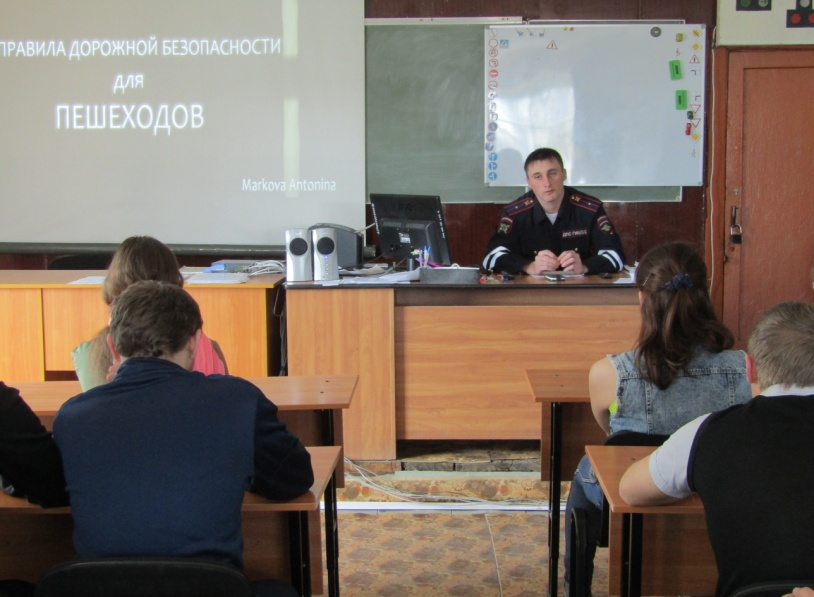 ПРАВИЛА ДОРОЖНОЙ БЕЗОПАСНОСТИ
для
ПЕШЕХОДОВ
Markova Antonina